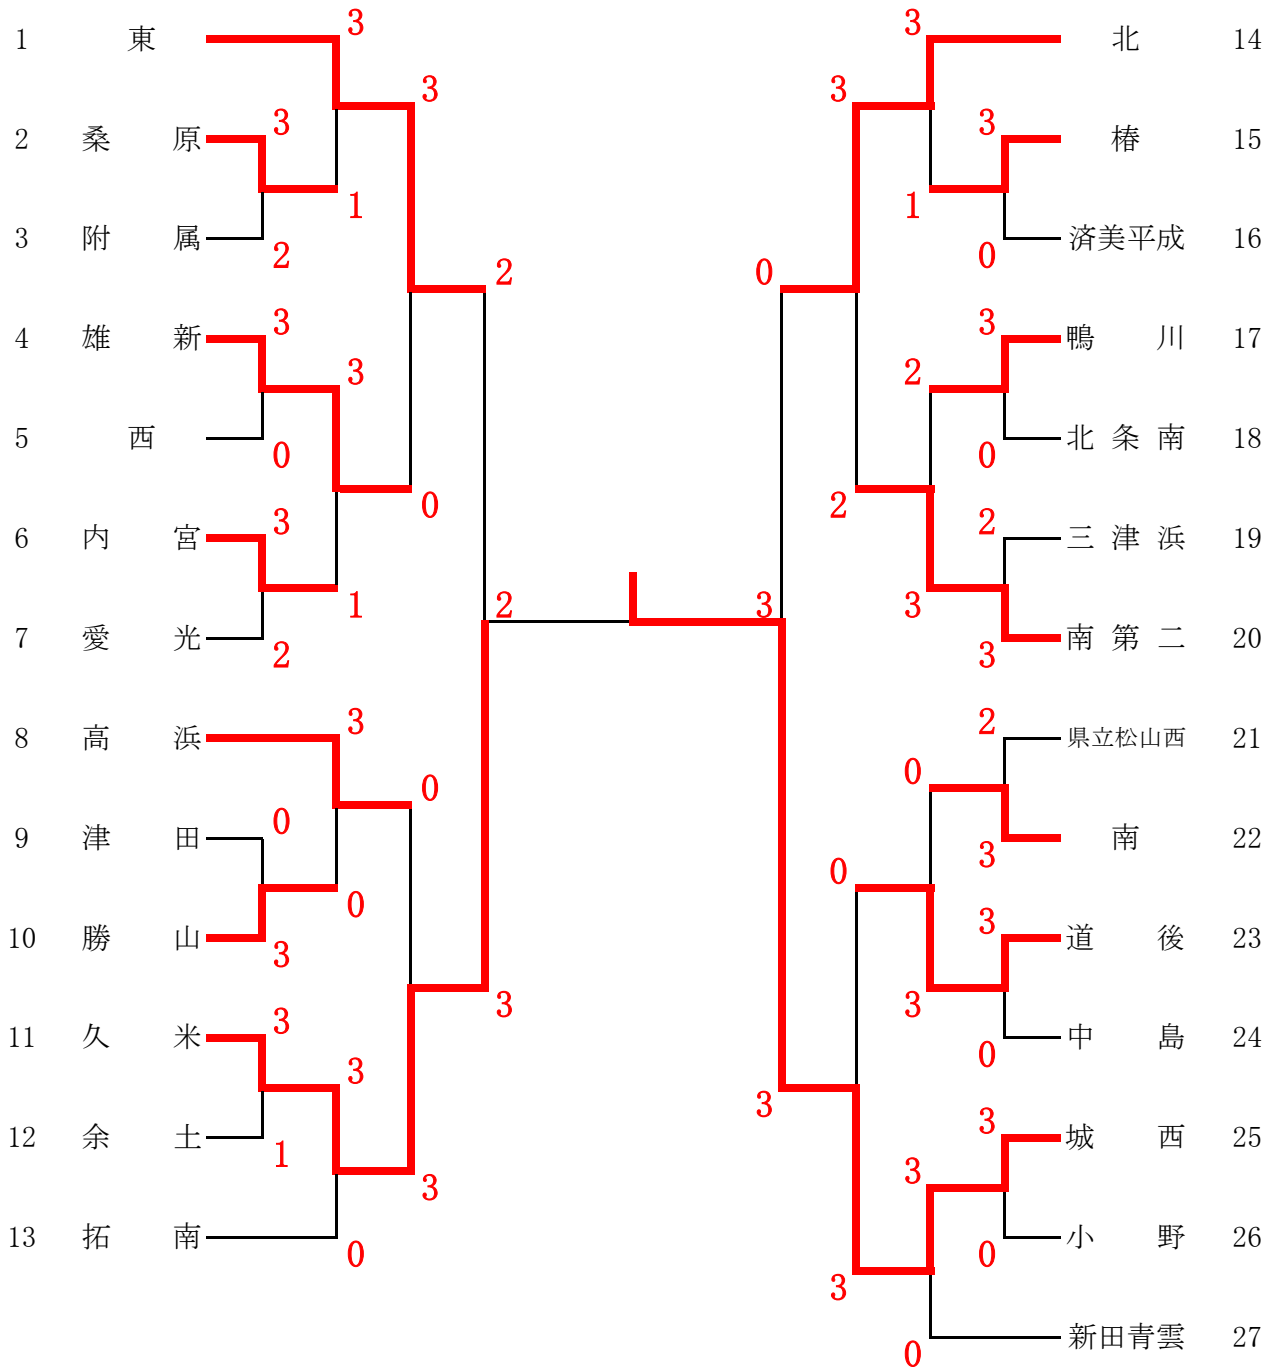 1 東 3 3 北 14
3 3
2 桑原 3 3 椿 15
1 1
3 附属 2 0 済美平成 16
2 0
4 雄新 3 3 鴨川 17
3 2
5 西 0 0 北条南 18
0 2
6 内宮 3 2 三津浜 19
1 2 3 3
7 愛光 2 3 南第二 20
8 高浜 3 2 県立松山西 21
0 0
9 津田 0 3 南 22
0 0
10 勝山 3 3 道後 23
3 3
11 久米 3 0 中島 24
3 3
12 余土 1 3 城西 25
3 3
13 拓南 0 0 小野 26
3
0 新田青雲 27